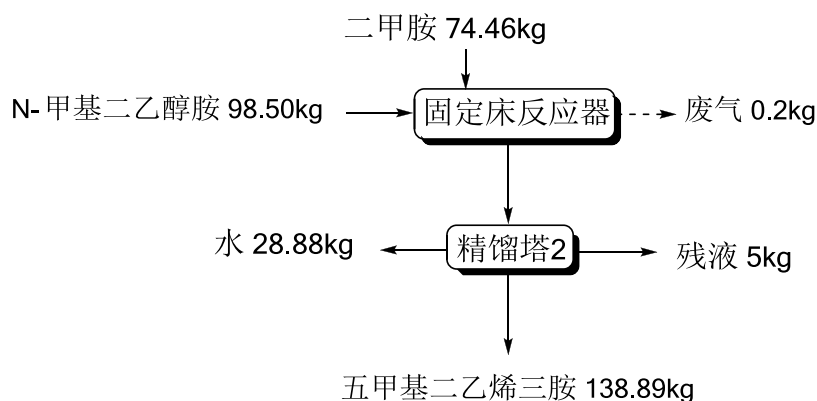 二甲胺 74.46kg
N-甲基二乙醇胺 98.50kg
固定床反应器
废气 0.2kg
水 28.88kg
精馏塔2
残液 5kg
五甲基二乙烯三胺 138.89kg